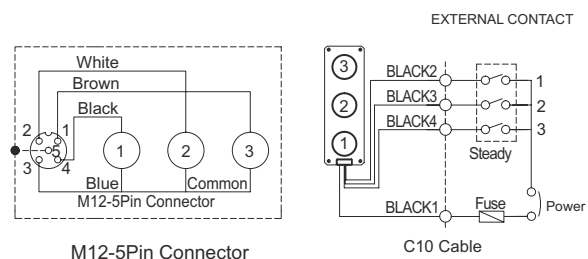 EXTERNAL CONTACT
White
Brown
Black
2
1
5
3
4
1
2
3
Blue
Common
M12-5Pin Connector
M12-5Pin Connector
3
2
1
BLACK2
BLACK3
BLACK4
BLACK1
1
2
3
Steady
Fuse
Power
C10 Cable